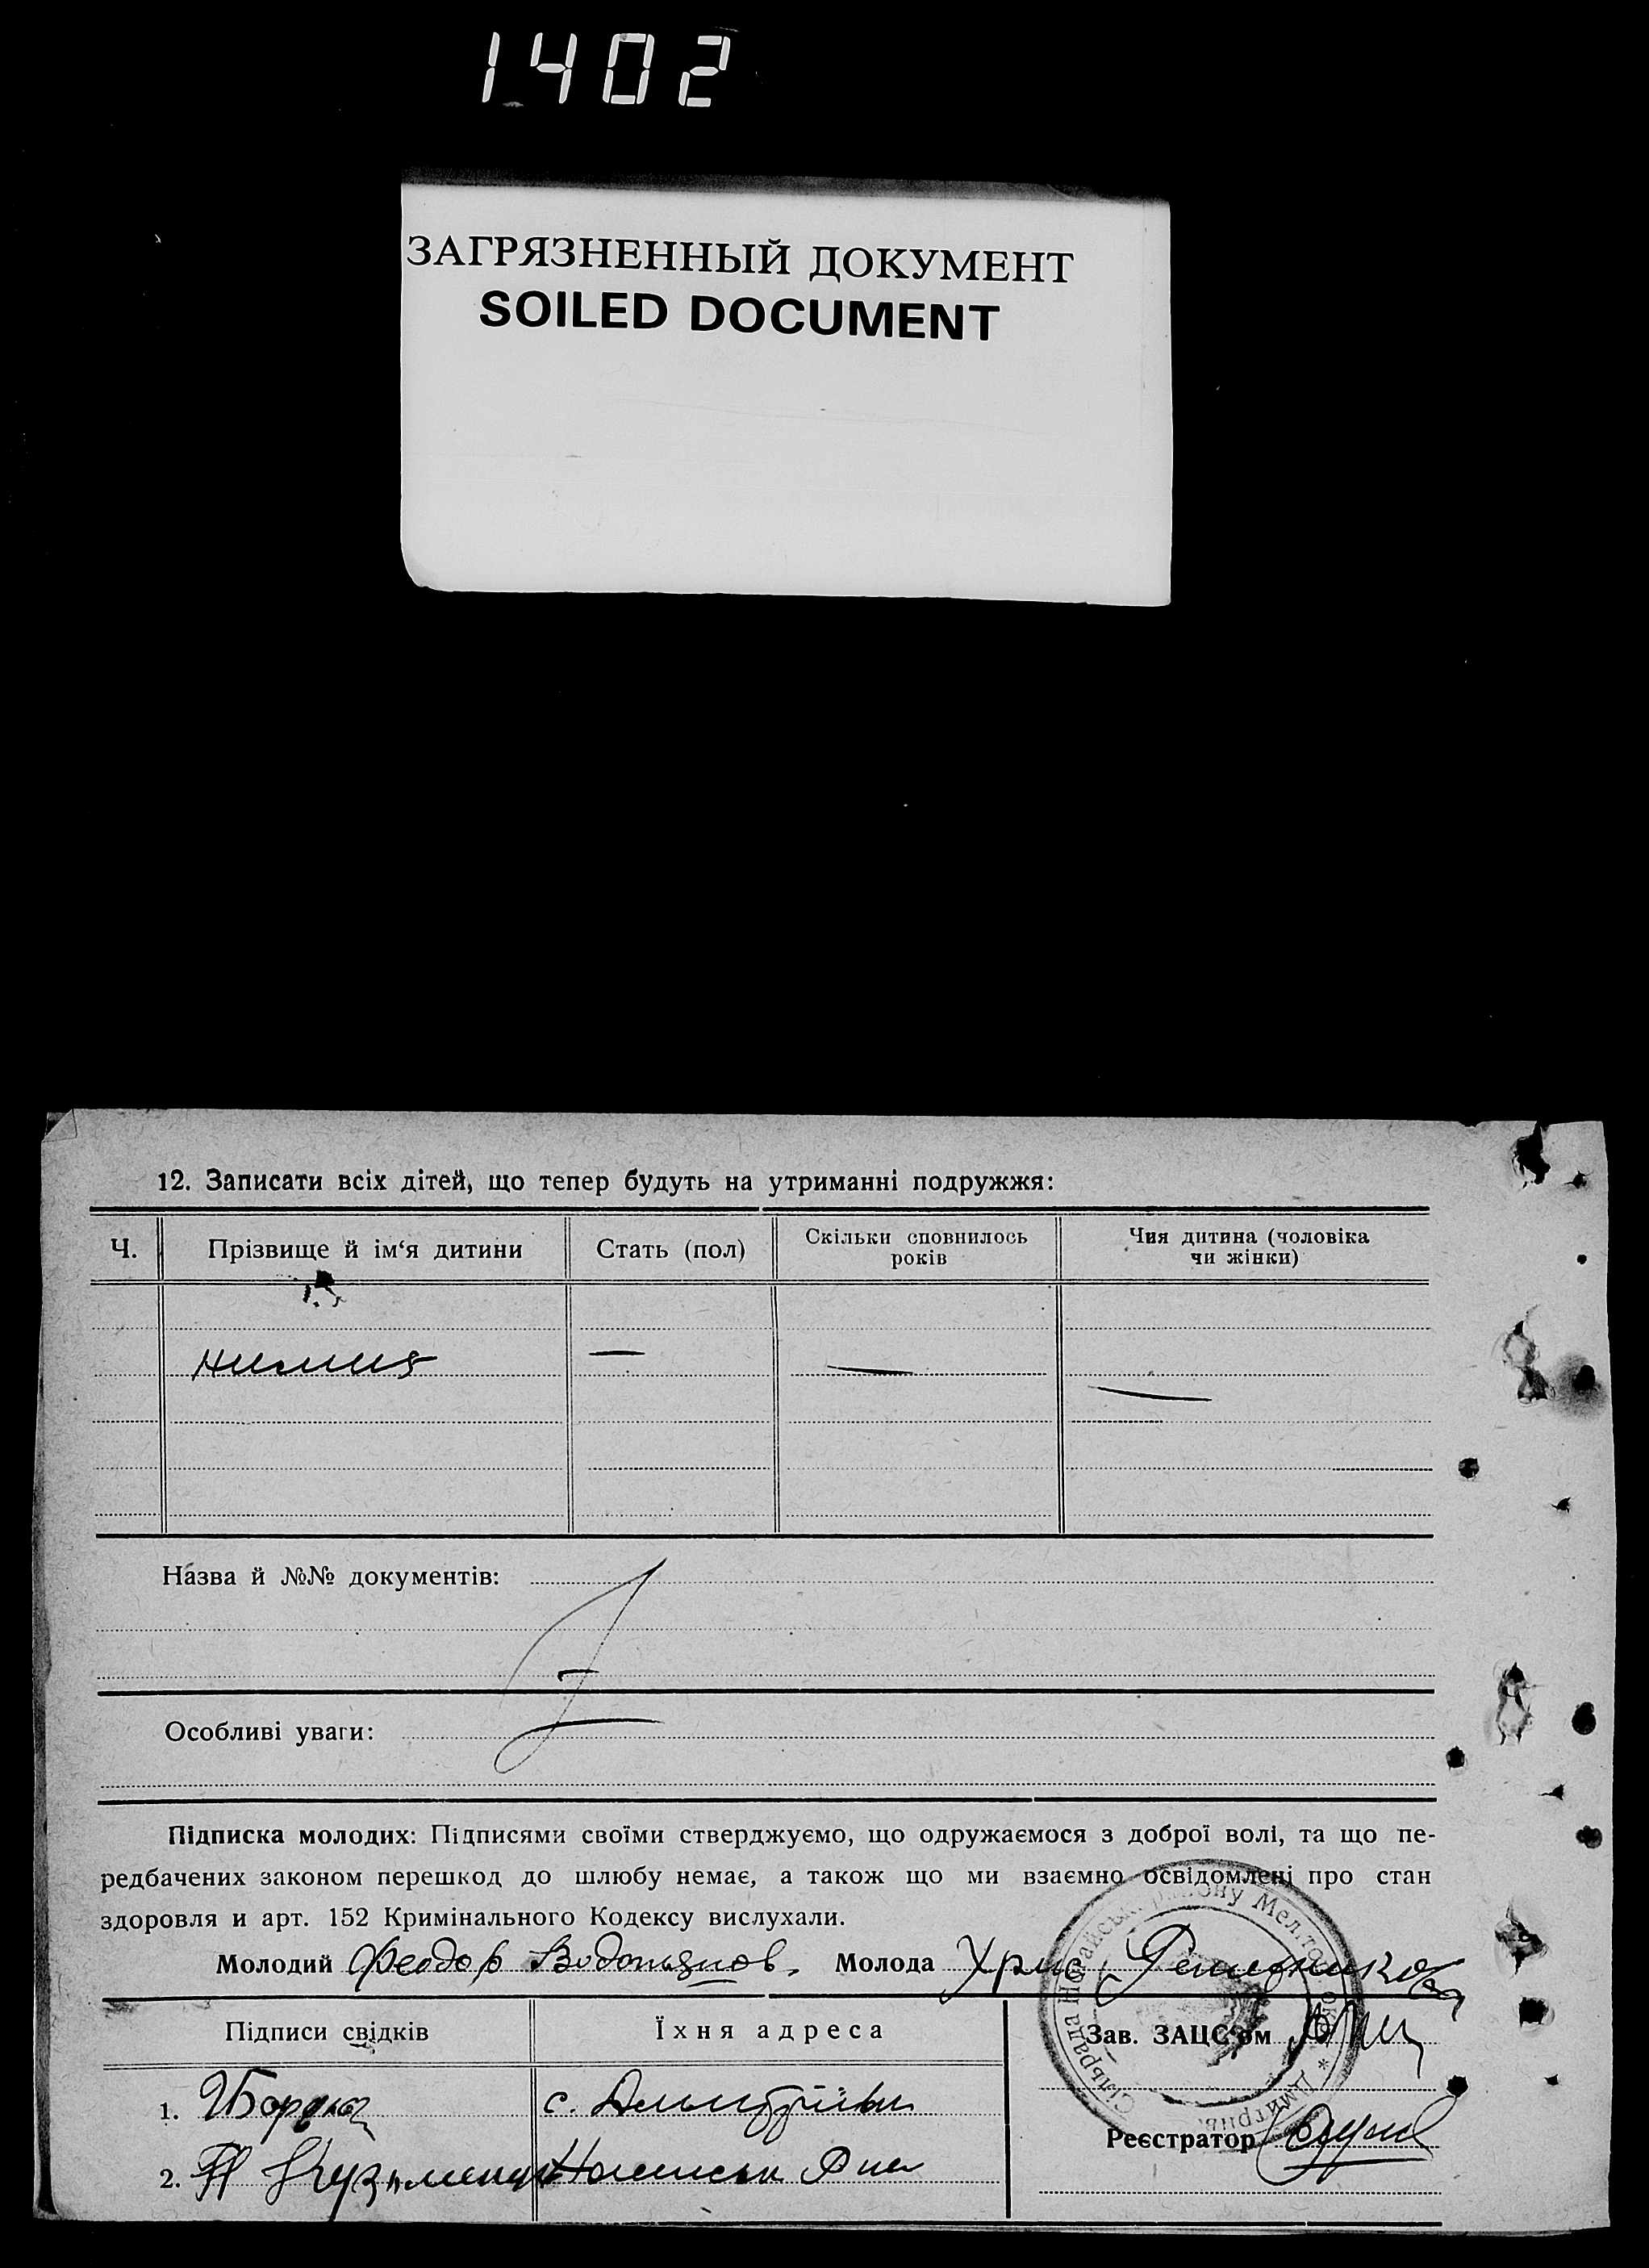 1402
ЗАГРЯЗНЕННЫЙ ДОКУМЕНТ
SOILED DOCUMENT
12. Записати всіх дітей, що тепер будуть на утриманні подружжя:
Ч. Прізвище й ім‘я дитини Стать (пол) Скільки сповнилось років Чия дитина (чоловіка чи жінки)
— — —
Назва й №№ документів:
Особливі уваги:
Підписка молодих: Підписями своїми стверджуємо, що одружаємося з доброї волі, та що пе-
редбачених законом перешкод до шлюбу немає, а також що ми взаємно освідомлені про стан
здоровля и арт. 152 Кримінального Кодексу вислухали.
Молодий Феодор Водопьянов. Молода
Підписи свідків Їхня адреса Зав. ЗАЦС‘ом
1. с.
Реєстратор
2.